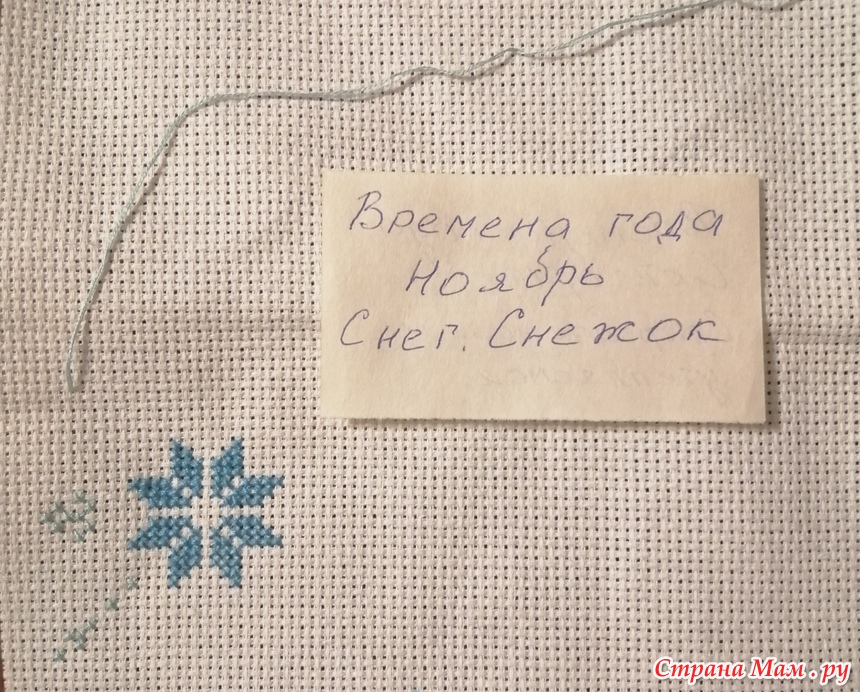 Времена года
Ноябрь
Снег. Снежок
Страна Мам.ру